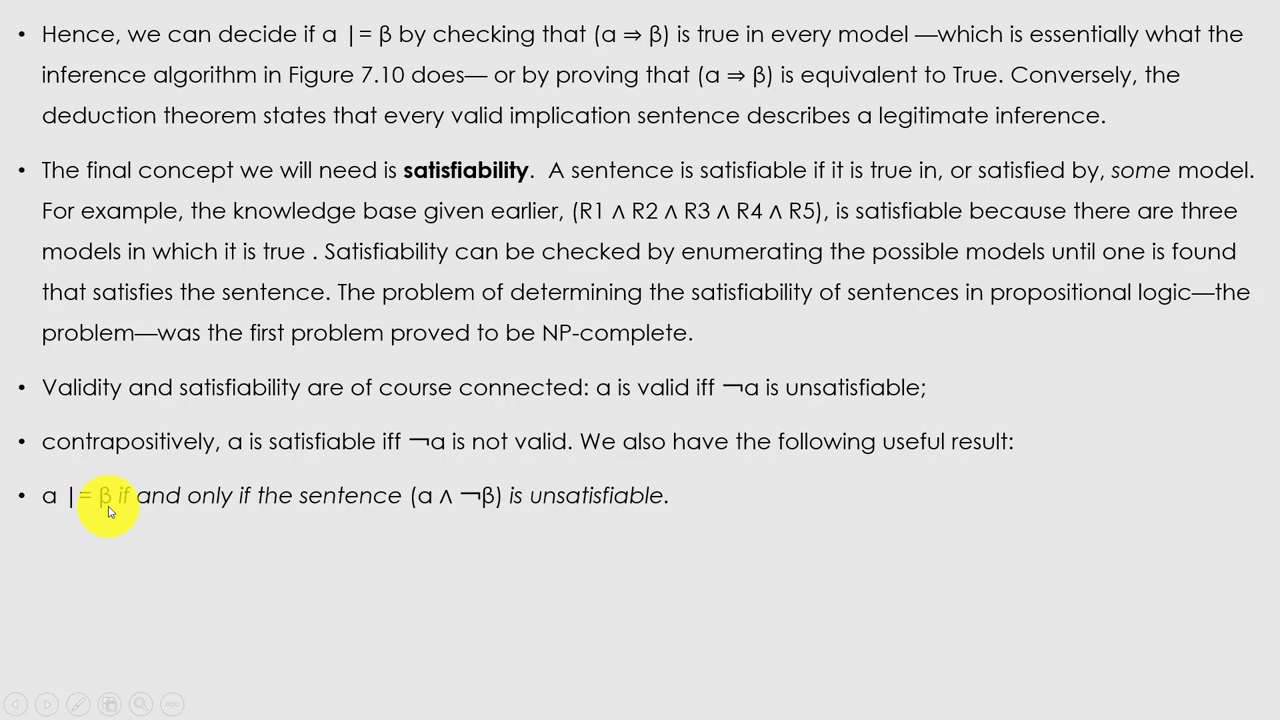 • Hence, we can decide if α |= β by checking that (α ⇒ β) is true in every model —which is essentially what the
inference algorithm in Figure 7.10 does— or by proving that (α ⇒ β) is equivalent to True. Conversely, the
deduction theorem states that every valid implication sentence describes a legitimate inference.
• The final concept we will need is satisfiability.  A sentence is satisfiable if it is true in, or satisfied by, some model.
For example, the knowledge base given earlier, (R1 ∧ R2 ∧ R3 ∧ R4 ∧ R5), is satisfiable because there are three
models in which it is true . Satisfiability can be checked by enumerating the possible models until one is found
that satisfies the sentence. The problem of determining the satisfiability of sentences in propositional logic—the
problem—was the first problem proved to be NP-complete.
• Validity and satisfiability are of course connected: α is valid iff ¬α is unsatisfiable;
• contrapositively, α is satisfiable iff ¬α is not valid. We also have the following useful result:
• α |= β if and only if the sentence (α ∧ ¬β) is unsatisfiable.